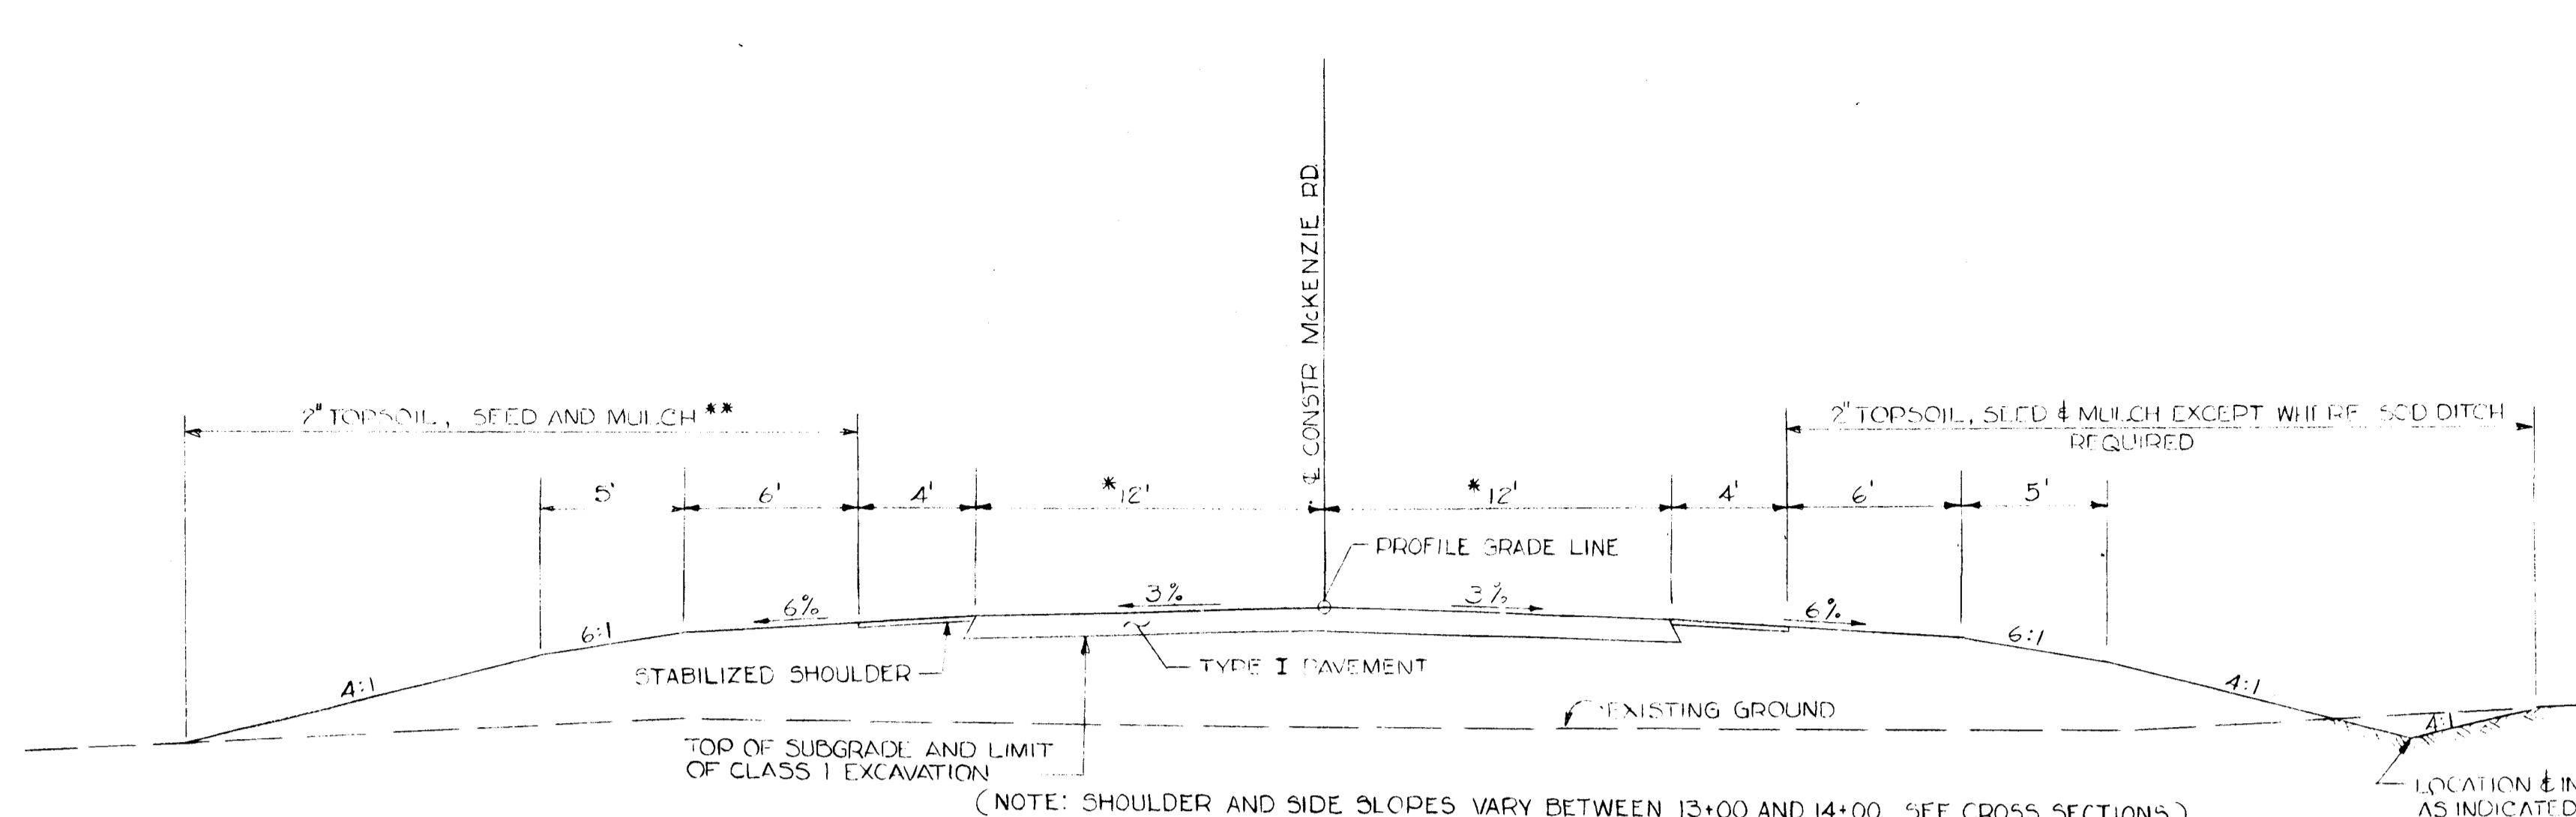 ℄ CONSTR McKENZIE RD.
2" TOPSOIL, SEED AND MULCH **
2" TOPSOIL, SEED & MULCH EXCEPT WHERE SOD DITCH
REQUIRED
5' 6' 4' *12' *12' 4' 6' 5'
PROFILE GRADE LINE
6% 3% 3% 6%
6:1 6:1
STABILIZED SHOULDER
TYPE I PAVEMENT
4:1 4:1
EXISTING GROUND
4:1
TOP OF SUBGRADE AND LIMIT
OF CLASS 1 EXCAVATION
LOCATION & IN
AS INDICATED
(NOTE: SHOULDER AND SIDE SLOPES VARY BETWEEN 13+00 AND 14+00 SEE CROSS SECTIONS)